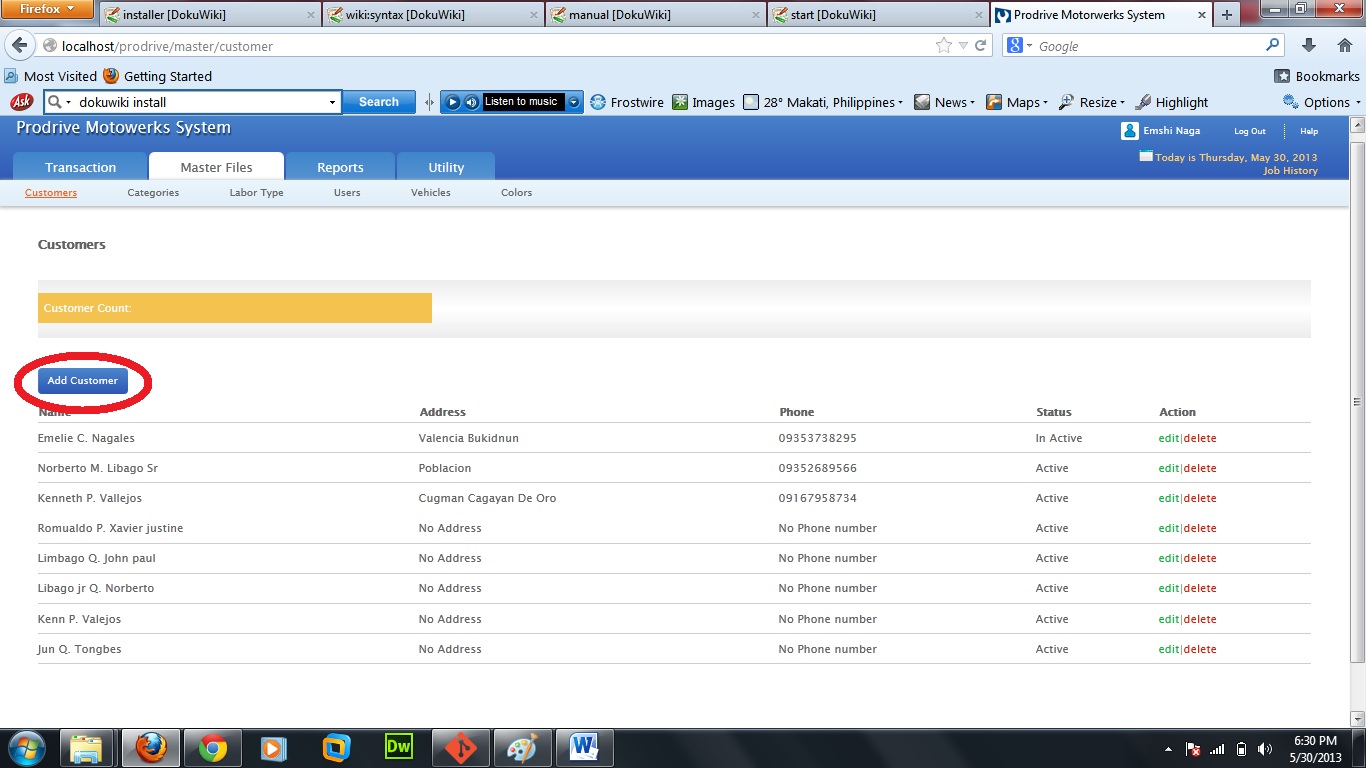 Firefox
installer [DokuWiki]
wiki:syntax [DokuWiki]
manual [DokuWiki]
start [DokuWiki]
Prodrive Motorwerks System
localhost/prodrive/master/customer
Google
Most Visited Getting Started
Bookmarks
Ask dokuwiki install Search Listen to music Frostwire Images 28° Makati, Philippines News Maps Resize Highlight Options
Prodrive Motowerks System
Emshi Naga Log Out Help
Today is Thursday, May 30, 2013
Job History
Transaction Master Files Reports Utility
Customers Categories Labor Type Users Vehicles Colors
Customers
Customer Count:
Add Customer
Name Address Phone Status Action
Emelie C. Nagales Valencia Bukidnun 09353738295 In Active edit|delete
Norberto M. Libago Sr Poblacion 09352689566 Active edit|delete
Kenneth P. Vallejos Cugman Cagayan De Oro 09167958734 Active edit|delete
Romualdo P. Xavier justine No Address No Phone number Active edit|delete
Limbago Q. John paul No Address No Phone number Active edit|delete
Libago jr Q. Norberto No Address No Phone number Active edit|delete
Kenn P. Valejos No Address No Phone number Active edit|delete
Jun Q. Tongbes No Address No Phone number Active edit|delete
Dw
6:30 PM
5/30/2013